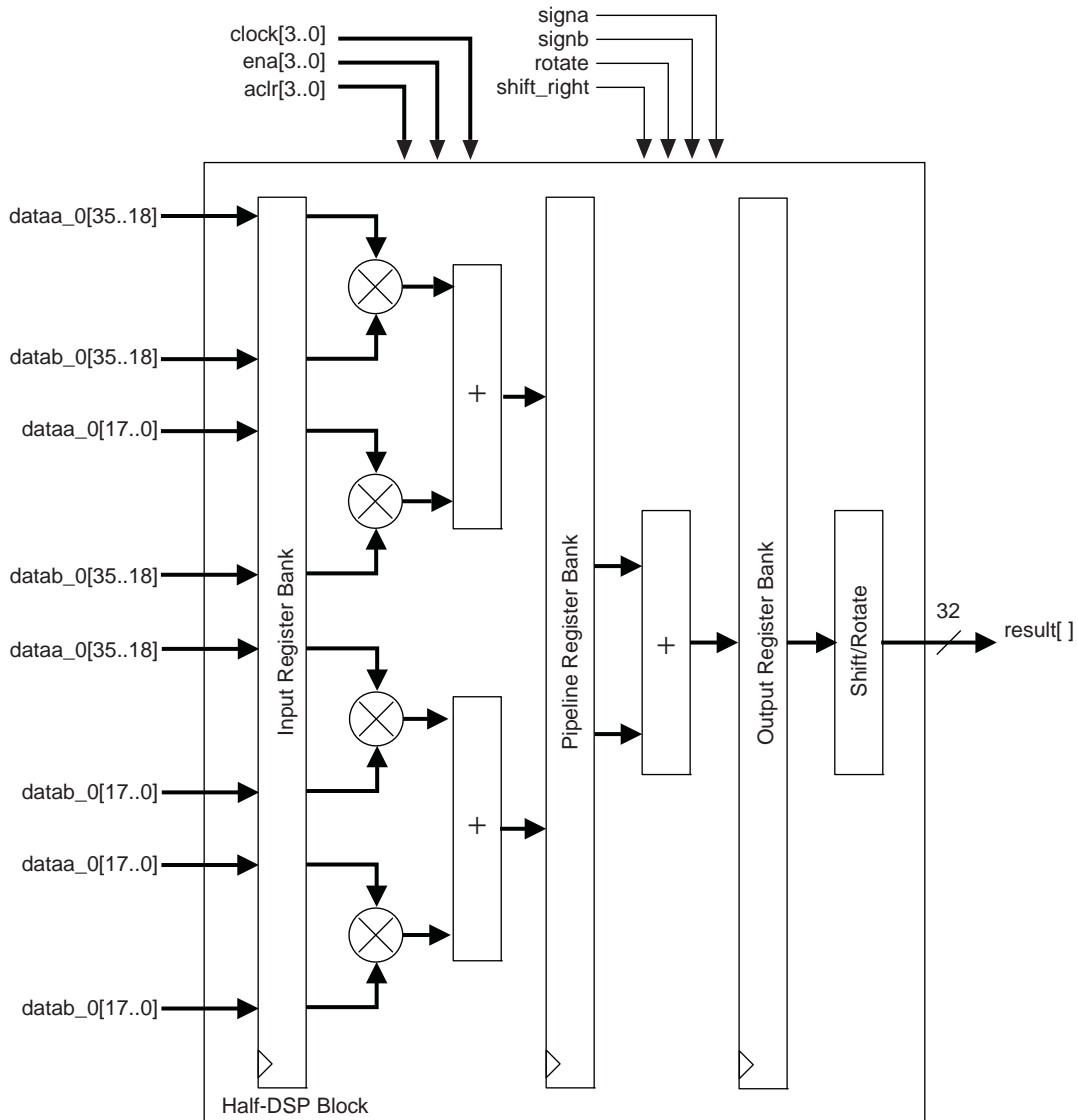 signa
clock[3..0]
signb
ena[3..0]
rotate
aclr[3..0]
shift_right
dataa_0[35..18]
datab_0[35..18]
+
dataa_0[17..0]
datab_0[35..18]
Input Register Bank
Pipeline Register Bank
Output Register Bank
Shift/Rotate
32
result[ ]
+
dataa_0[35..18]
datab_0[17..0]
+
dataa_0[17..0]
datab_0[17..0]
Half-DSP Block